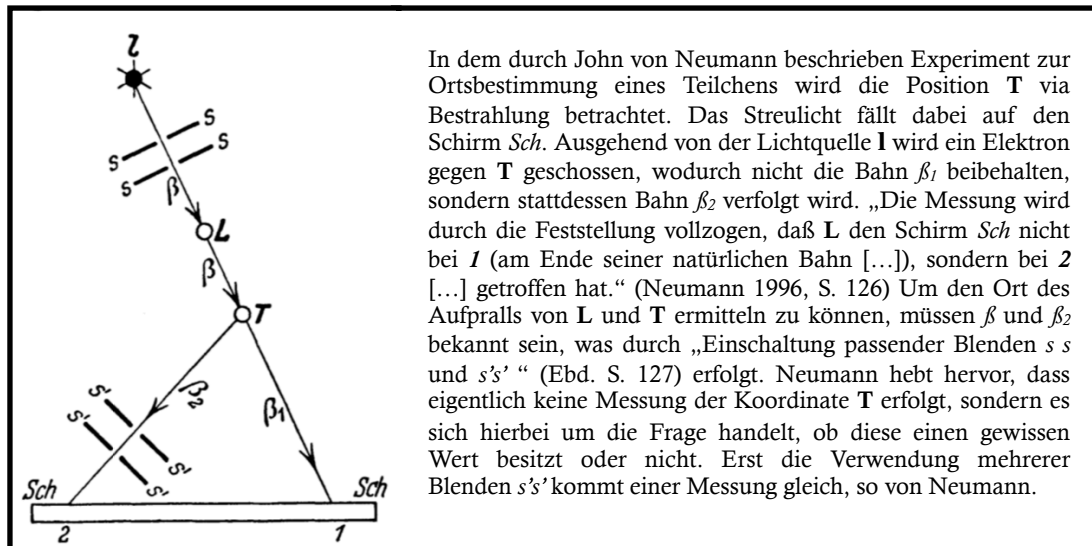 l
s
s
s
s
β
L
β
T
β₂
β₁
s'
s'
s'
s'
Sch
Sch
2
1
In dem durch John von Neumann beschrieben Experiment zur
Ortsbestimmung eines Teilchens wird die Position T via
Bestrahlung betrachtet. Das Streulicht fällt dabei auf den
Schirm Sch. Ausgehend von der Lichtquelle l wird ein Elektron
gegen T geschossen, wodurch nicht die Bahn ß₁ beibehalten,
sondern stattdessen Bahn ß₂ verfolgt wird. „Die Messung wird
durch die Feststellung vollzogen, daß L den Schirm Sch nicht
bei 1 (am Ende seiner natürlichen Bahn [...]), sondern bei 2
[...] getroffen hat.“ (Neumann 1996, S. 126) Um den Ort des
Aufpralls von L und T ermitteln zu können, müssen ß und ß₂
bekannt sein, was durch „Einschaltung passender Blenden s s
und s's' “ (Ebd. S. 127) erfolgt. Neumann hebt hervor, dass
eigentlich keine Messung der Koordinate T erfolgt, sondern es
sich hierbei um die Frage handelt, ob diese einen gewissen
Wert besitzt oder nicht. Erst die Verwendung mehrerer
Blenden s's' kommt einer Messung gleich, so von Neumann.